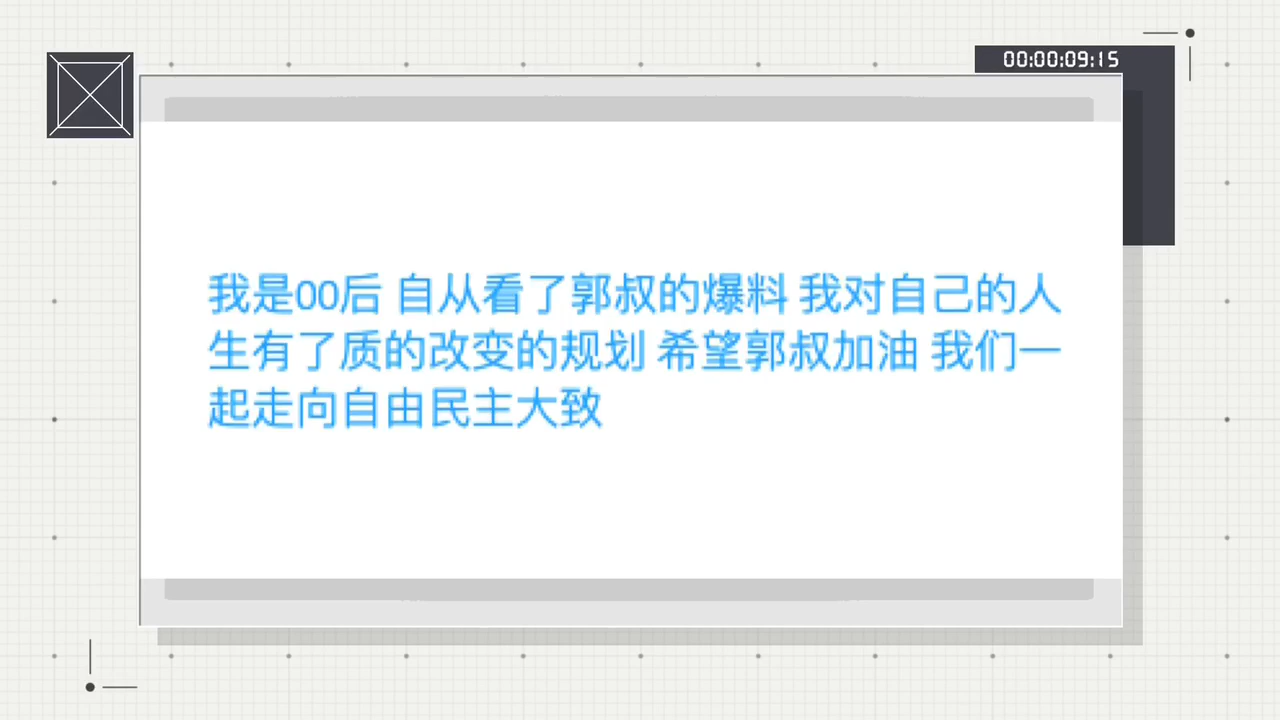 00:00:09:15
我是00后 自从看了郭叔的爆料 我对自己的人
生有了质的改变的规划 希望郭叔加油 我们一
起走向自由民主大致